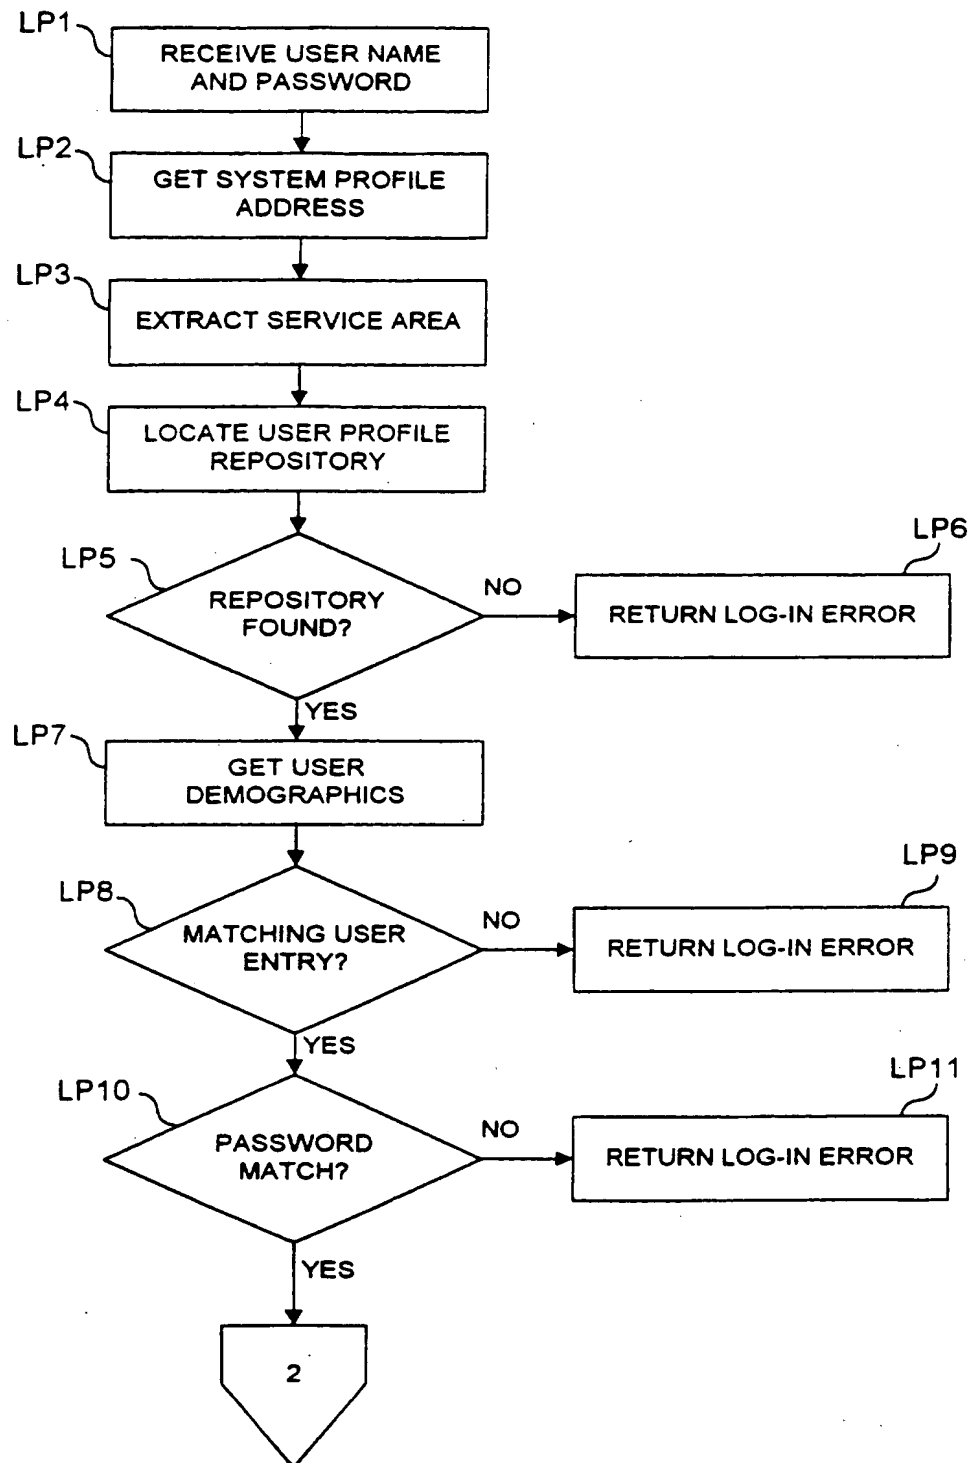 LP1
RECEIVE USER NAME
AND PASSWORD
LP2
GET SYSTEM PROFILE
ADDRESS
LP3
EXTRACT SERVICE AREA
LP4
LOCATE USER PROFILE
REPOSITORY
LP5
REPOSITORY
FOUND?
NO
LP6
RETURN LOG-IN ERROR
YES
LP7
GET USER
DEMOGRAPHICS
LP8
MATCHING USER
ENTRY?
NO
LP9
RETURN LOG-IN ERROR
YES
LP10
PASSWORD
MATCH?
NO
LP11
RETURN LOG-IN ERROR
YES
2